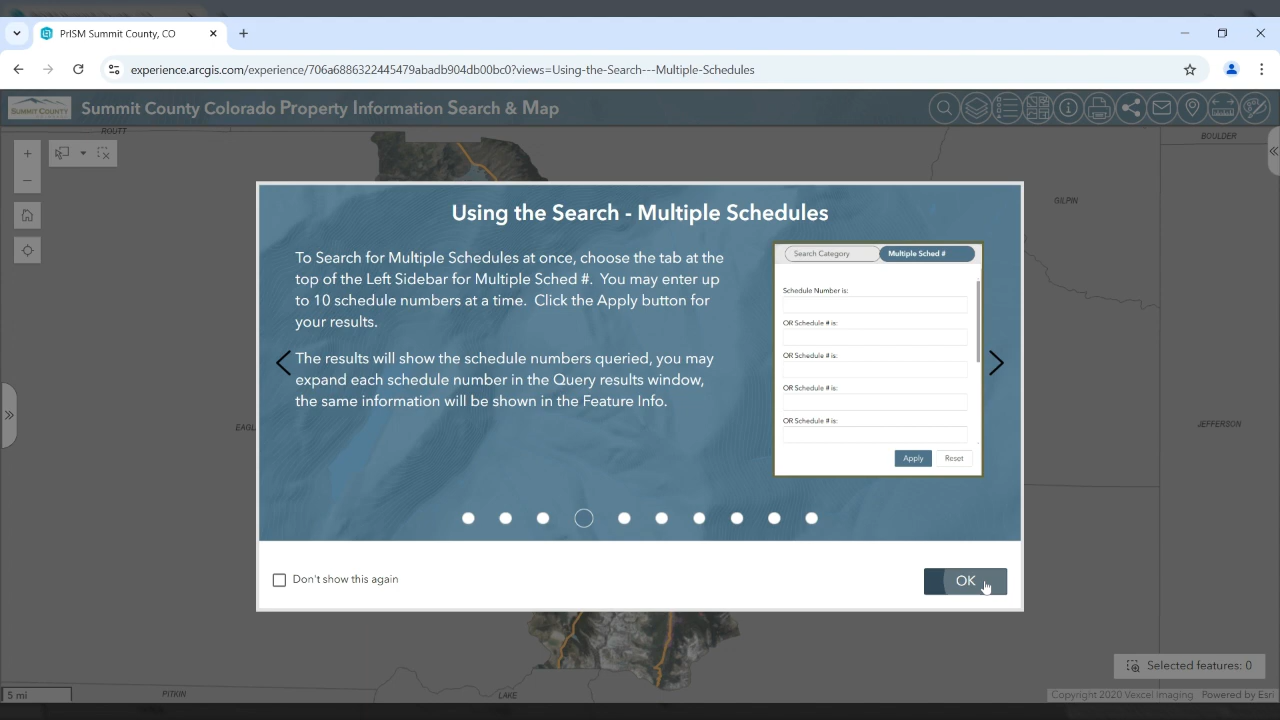 PrISM Summit County, CO
experience.arcgis.com/experience/706a6886322445479abadb904db00bc0?views=Using-the-Search---Multiple-Schedules
SUMMIT COUNTY
Summit County Colorado Property Information Search & Map
ROUTT
BOULDER
GILPIN
EAGL
JEFFERSON
Using the Search - Multiple Schedules
To Search for Multiple Schedules at once, choose the tab at the
top of the Left Sidebar for Multiple Sched #. You may enter up
to 10 schedule numbers at a time. Click the Apply button for
your results.
The results will show the schedule numbers queried, you may
expand each schedule number in the Query results window,
the same information will be shown in the Feature Info.
Search Category
Multiple Sched #
Schedule Number is:
OR Schedule # is:
OR Schedule # is:
OR Schedule # is:
OR Schedule # is:
Apply
Reset
Don't show this again
OK
Selected features: 0
5 mi
PITKIN
LAKE
Copyright 2020 Vexcel Imaging
Powered by Esri